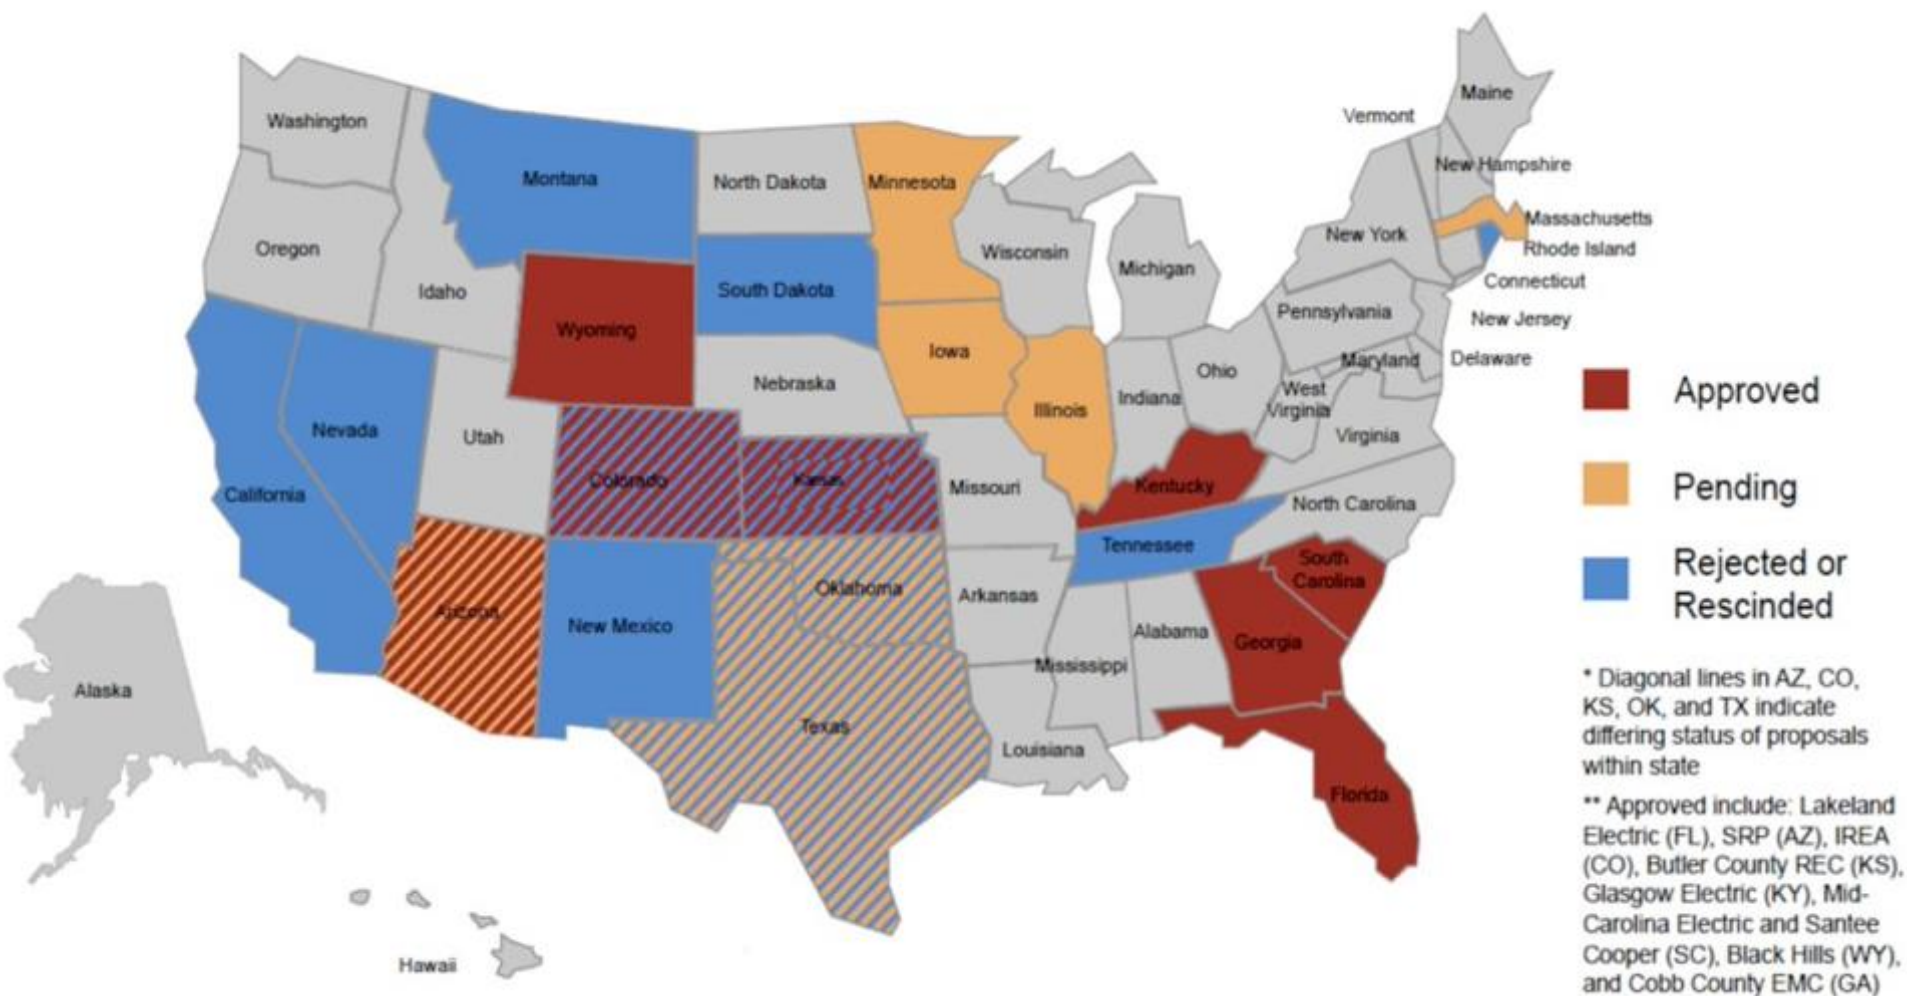 Maine
Vermont
Washington
New Hampshire
Montana
North Dakota
Minnesota
Massachusetts
New York
Rhode Island
Oregon
Wisconsin
Michigan
Connecticut
South Dakota
Idaho
Pennsylvania
New Jersey
Wyoming
Iowa
Maryland
Delaware
Nebraska
Ohio
West
Virginia
Indiana
Illinois
Nevada
Utah
Virginia
Colorado
Kansas
Missouri
Kentucky
California
North Carolina
Tennessee
South
Carolina
Oklahoma
Arkansas
Arizona
New Mexico
Alabama
Georgia
Mississippi
Alaska
Texas
Louisiana
Florida
Hawaii
Approved
Pending
Rejected or
Rescinded
* Diagonal lines in AZ, CO,
KS, OK, and TX indicate
differing status of proposals
within state
** Approved include: Lakeland
Electric (FL), SRP (AZ), IREA
(CO), Butler County REC (KS),
Glasgow Electric (KY), Mid-
Carolina Electric and Santee
Cooper (SC), Black Hills (WY),
and Cobb County EMC (GA)